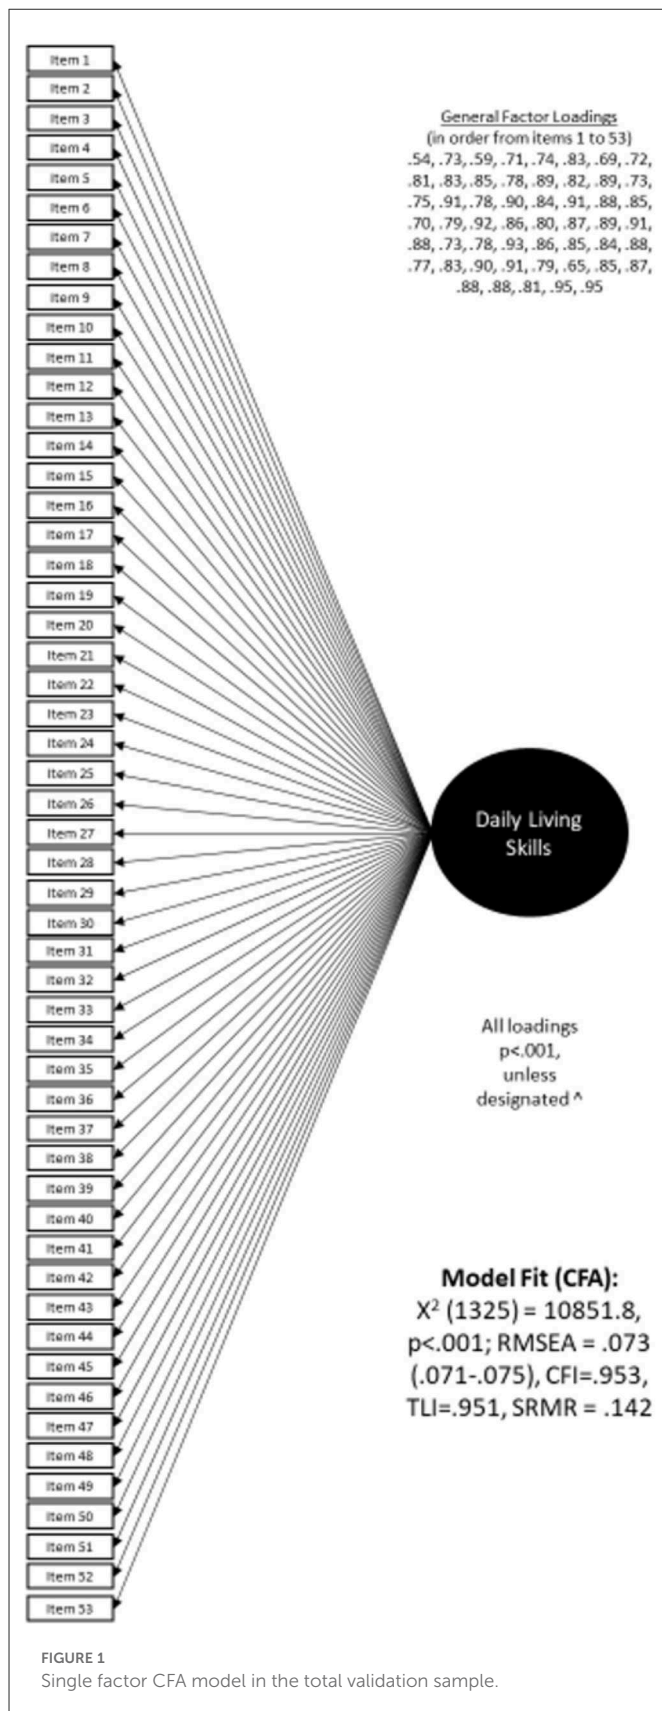 Item 1
Item 2
Item 3
Item 4
Item 5
Item 6
Item 7
Item 8
Item 9
Item 10
Item 11
Item 12
Item 13
Item 14
Item 15
Item 16
Item 17
Item 18
Item 19
Item 20
Item 21
Item 22
Item 23
Item 24
Item 25
Item 26
Item 27
Item 28
Item 29
Item 30
Item 31
Item 32
Item 33
Item 34
Item 35
Item 36
Item 37
Item 38
Item 39
Item 40
Item 41
Item 42
Item 43
Item 44
Item 45
Item 46
Item 47
Item 48
Item 49
Item 50
Item 51
Item 52
Item 53
General Factor Loadings
(in order from items 1 to 53)
.54, .73, .59, .71, .74, .83, .69, .72,
.81, .83, .85, .78, .89, .82, .89, .73,
.75, .91, .78, .90, .84, .91, .88, .85,
.70, .79, .92, .86, .80, .87, .89, .91,
.88, .73, .78, .93, .86, .85, .84, .88,
.77, .83, .90, .91, .79, .65, .85, .87,
.88, .88, .81, .95, .95
Daily Living
Skills
All loadings
p<.001,
unless
designated ^
Model Fit (CFA):
X² (1325) = 10851.8,
p<.001; RMSEA = .073
(.071-.075), CFI=.953,
TLI=.951, SRMR = .142
FIGURE 1
Single factor CFA model in the total validation sample.